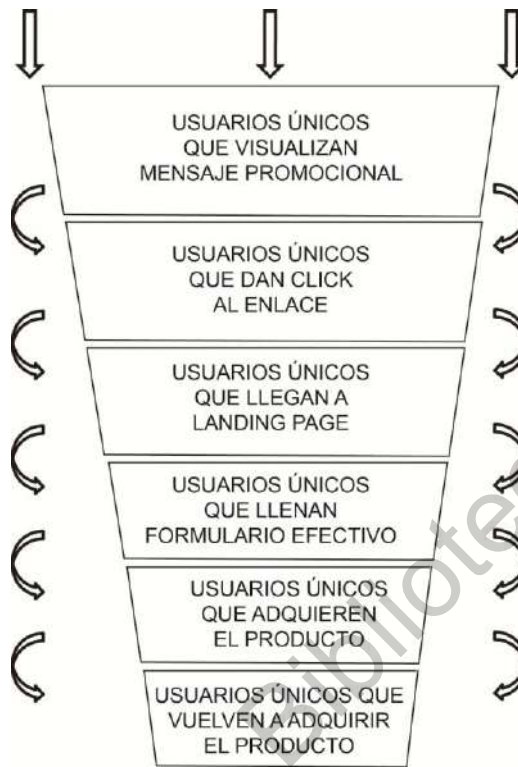 USUARIOS ÚNICOS
QUE VISUALIZAN
MENSAJE PROMOCIONAL
USUARIOS ÚNICOS
QUE DAN CLICK
AL ENLACE
USUARIOS ÚNICOS
QUE LLEGAN A
LANDING PAGE
USUARIOS ÚNICOS
QUE LLENAN
FORMULARIO EFECTIVO
USUARIOS ÚNICOS
QUE ADQUIEREN
EL PRODUCTO
USUARIOS ÚNICOS QUE
VUELVEN A ADQUIRIR
EL PRODUCTO